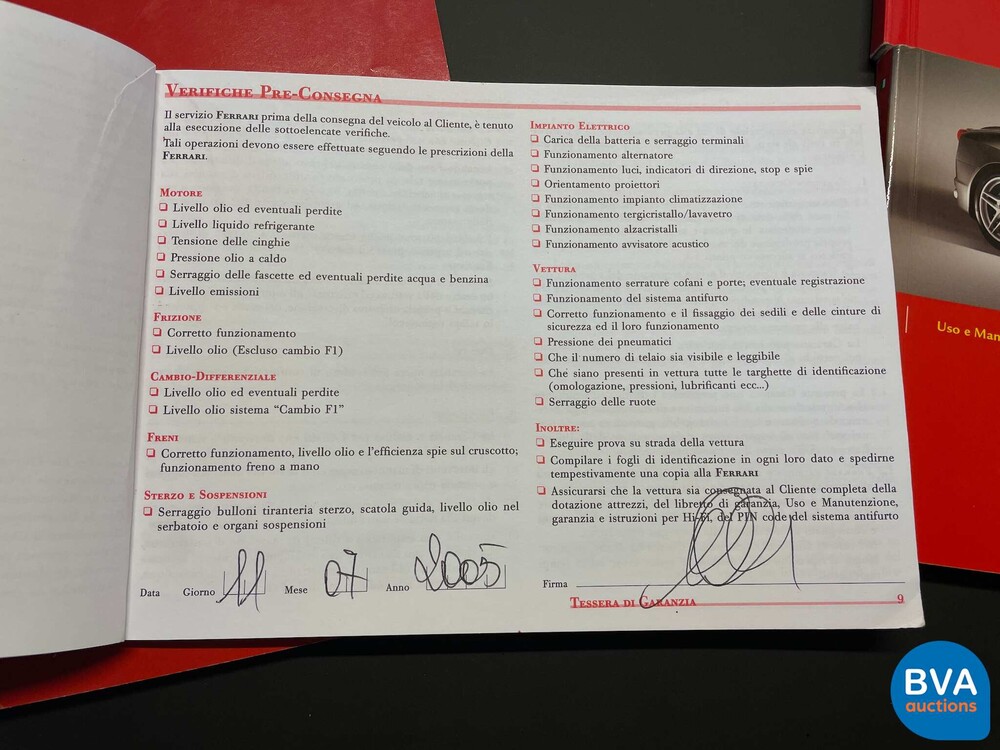 VERIFICHE PRE-CONSEGNA
Il servizio FERRARI prima della consegna del veicolo al Cliente, è tenuto
alla esecuzione delle sottoelencate verifiche.
Tali operazioni devono essere effettuate seguendo le prescrizioni della
FERRARI.
MOTORE
Livello olio ed eventuali perdite
Livello liquido refrigerante
Tensione delle cinghie
Pressione olio a caldo
Serraggio delle fascette ed eventuali perdite acqua e benzina
Livello emissioni
FRIZIONE
Corretto funzionamento
Livello olio (Escluso cambio F1)
CAMBIO-DIFFERENZIALE
Livello olio ed eventuali perdite
Livello olio sistema “Cambio F1”
FRENI
Corretto funzionamento, livello olio e l'efficienza spie sul cruscotto;
funzionamento freno a mano
STERZO E SOSPENSIONI
Serraggio bulloni tiranteria sterzo, scatola guida, livello olio nel
serbatoio e organi sospensioni
Data Giorno 11 Mese 07 Anno 2005
IMPIANTO ELETTRICO
Carica della batteria e serraggio terminali
Funzionamento alternatore
Funzionamento luci, indicatori di direzione, stop e spie
Orientamento proiettori
Funzionamento impianto climatizzazione
Funzionamento tergicristallo/lavavetro
Funzionamento alzacristalli
Funzionamento avvisatore acustico
VETTURA
Funzionamento serrature cofani e porte; eventuale registrazione
Funzionamento del sistema antifurto
Corretto funzionamento e il fissaggio dei sedili e delle cinture di
sicurezza ed il loro funzionamento
Pressione dei pneumatici
Che il numero di telaio sia visibile e leggibile
Che siano presenti in vettura tutte le targhette di identificazione
(omologazione, pressioni, lubrificanti ecc...)
Serraggio delle ruote
INOLTRE:
Eseguire prova su strada della vettura
Compilare i fogli di identificazione in ogni loro dato e spedirne
tempestivamente una copia alla FERRARI
Assicurarsi che la vettura sia consegnata al Cliente completa della
dotazione attrezzi, del libretto di garanzia, Uso e Manutenzione,
garanzia e istruzioni per Hi-Fi, del PIN code del sistema antifurto
Firma
TESSERA DI GARANZIA 9
Uso e Man
BVA
auctions